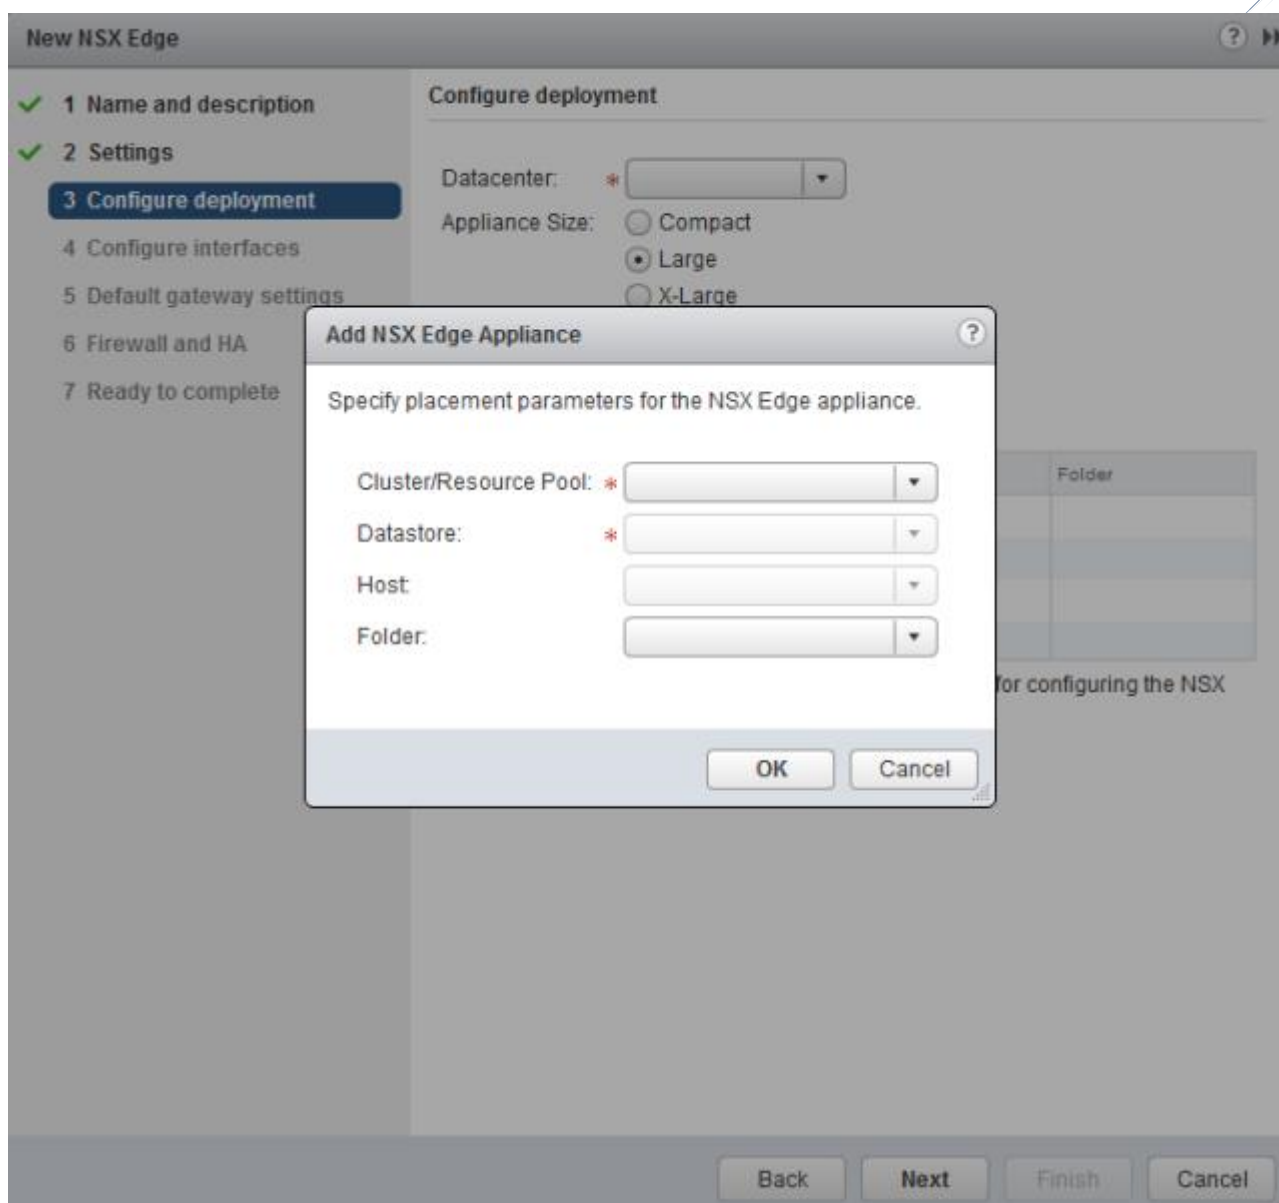 New NSX Edge
?
1 Name and description
2 Settings
3 Configure deployment
4 Configure interfaces
5 Default gateway settings
6 Firewall and HA
7 Ready to complete
Configure deployment
Datacenter: *
Appliance Size: Compact
Large
X-Large
Add NSX Edge Appliance
?
Specify placement parameters for the NSX Edge appliance.
Cluster/Resource Pool: *
Datastore: *
Host:
Folder:
OK Cancel
Folder
for configuring the NSX
Back Next Finish Cancel